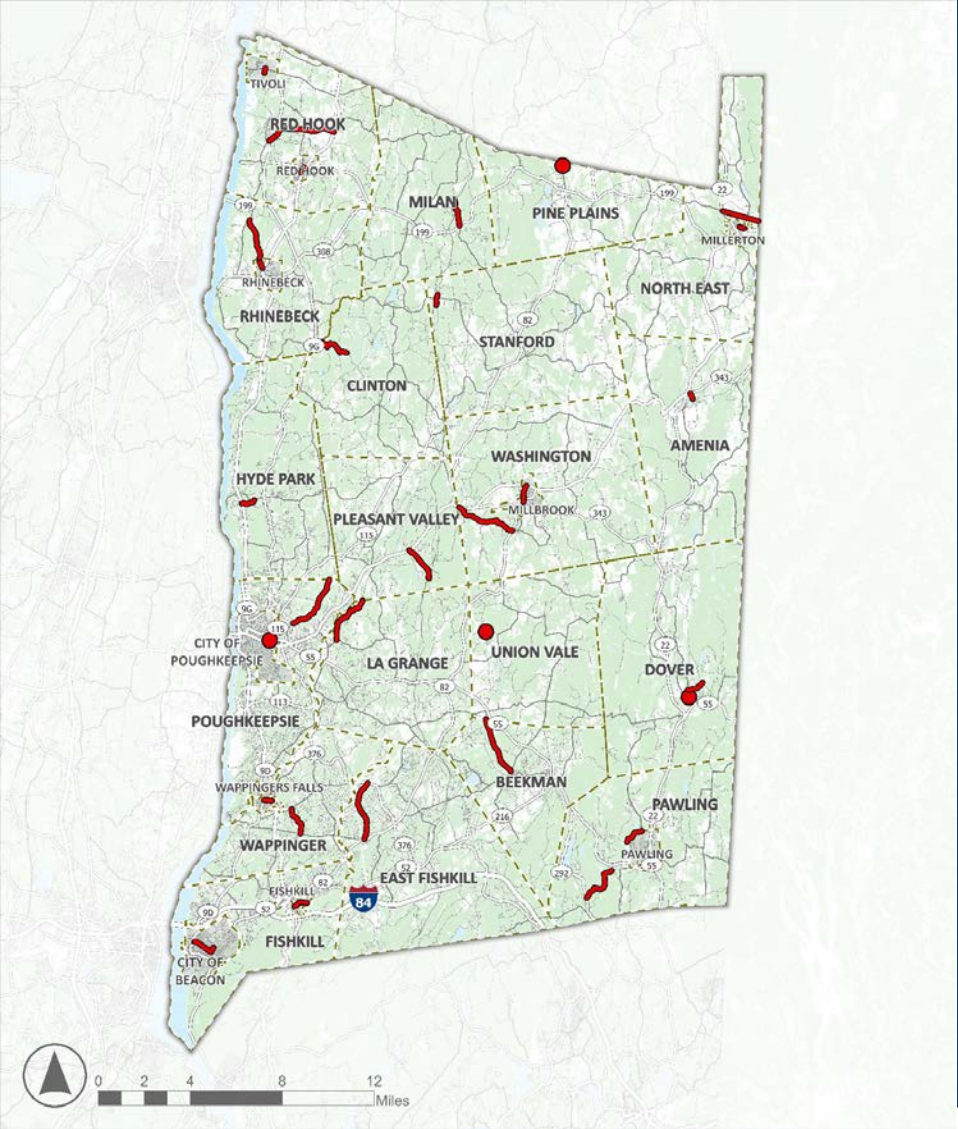 TIVOLI
RED HOOK
RED HOOK
199
MILAN
199
PINE PLAINS
199
22
MILLERTON
308
RHINEBECK
RHINEBECK
NORTH EAST
82
STANFORD
9G
CLINTON
343
AMENIA
WASHINGTON
HYDE PARK
MILLBROOK
343
PLEASANT VALLEY
115
9G
115
CITY OF
POUGHKEEPSIE
55
LA GRANGE
UNION VALE
22
DOVER
82
113
55
POUGHKEEPSIE
55
376
9D
WAPPINGERS FALLS
BEEKMAN
PAWLING
216
22
WAPPINGER
376
PAWLING
52
55
292
EAST FISHKILL
82
FISHKILL
84
52
9D
FISHKILL
CITY OF
BEACON
0 2 4 8 12
Miles